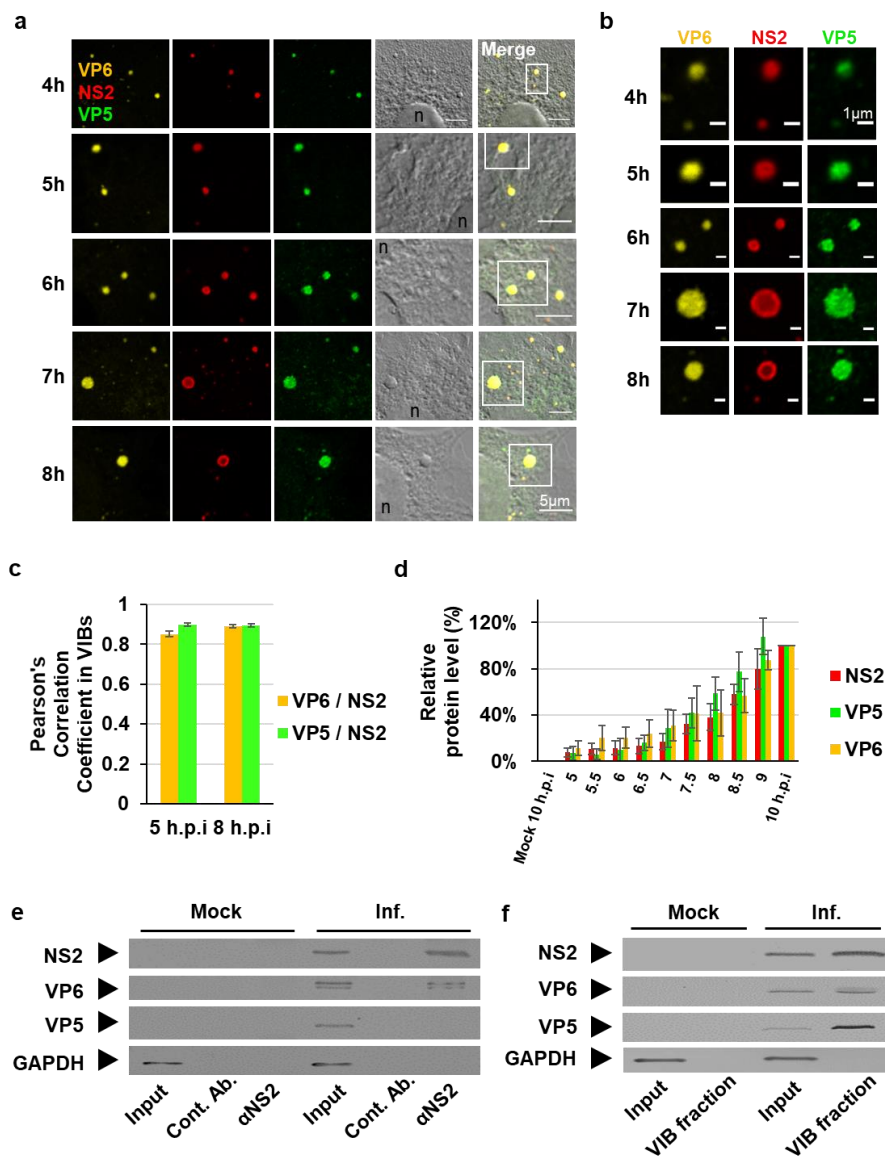 a
4h
VP6
NS2
VP5
n
Merge
5h
n
6h
n
7h
n
8h
n
5µm
b
VP6 NS2 VP5
4h
1µm
5h
6h
7h
8h
c
Pearson's
Correlation
Coefficient in VIBs
1
0.8
0.6
0.4
0.2
0
5 h.p.i 8 h.p.i
VP6 / NS2
VP5 / NS2
d
Relative
protein level (%)
120%
80%
40%
0%
Mock 10 h.p.i
5
5.5
6
6.5
7
7.5
8
8.5
9
10 h.p.i
NS2
VP5
VP6
e
Mock Inf.
NS2
VP6
VP5
GAPDH
Input Cont. Ab. αNS2 Input Cont. Ab. αNS2
f
Mock Inf.
NS2
VP6
VP5
GAPDH
Input VIB fraction Input VIB fraction